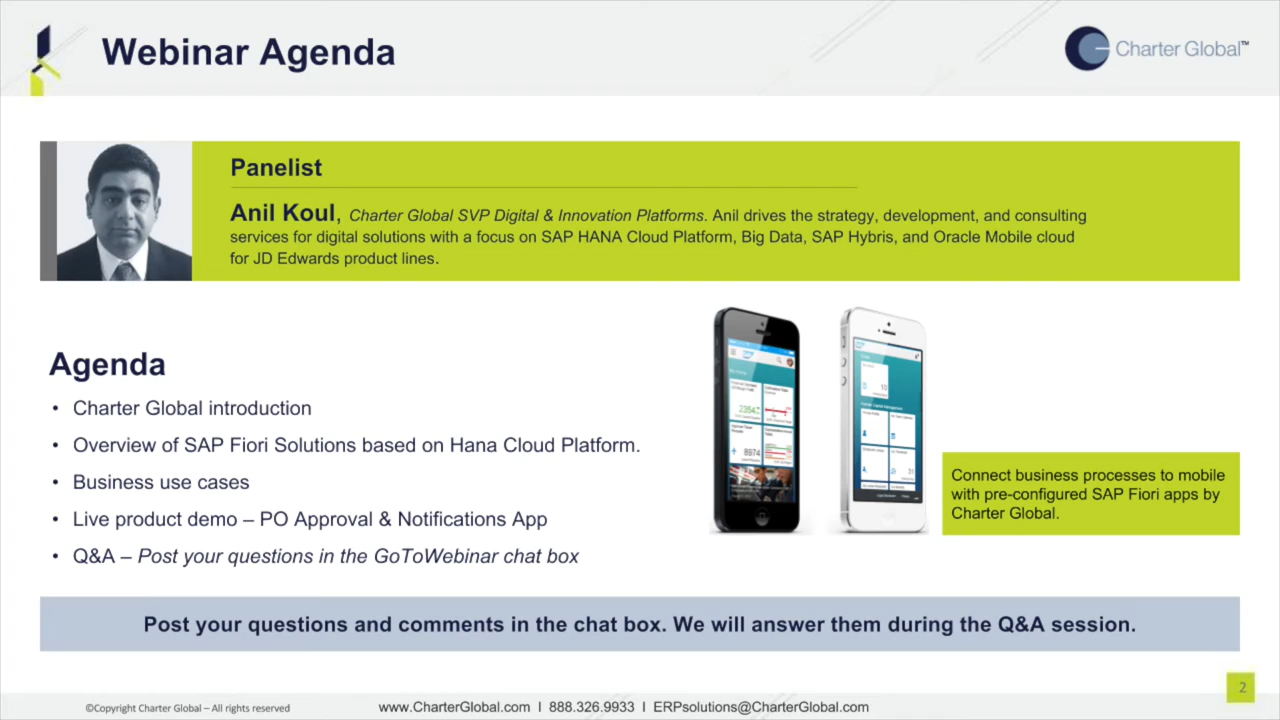 Webinar Agenda
Charter Global™
Panelist
Anil Koul, Charter Global SVP Digital & Innovation Platforms. Anil drives the strategy, development, and consulting
services for digital solutions with a focus on SAP HANA Cloud Platform, Big Data, SAP Hybris, and Oracle Mobile cloud
for JD Edwards product lines.
Agenda
• Charter Global introduction
• Overview of SAP Fiori Solutions based on Hana Cloud Platform.
• Business use cases
• Live product demo – PO Approval & Notifications App
• Q&A – Post your questions in the GoToWebinar chat box
8974
10
31
Connect business processes to mobile
with pre-configured SAP Fiori apps by
Charter Global.
Post your questions and comments in the chat box. We will answer them during the Q&A session.
2
©Copyright Charter Global – All rights reserved
www.CharterGlobal.com I 888.326.9933 I ERPsolutions@CharterGlobal.com